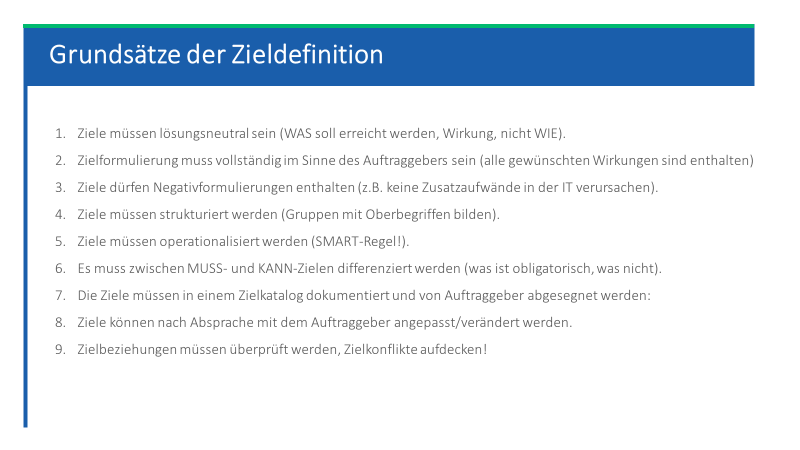 Grundsätze der Zieldefinition
1. Ziele müssen lösungsneutral sein (WAS soll erreicht werden, Wirkung, nicht WIE).
2. Zielformulierung muss vollständig im Sinne des Auftraggebers sein (alle gewünschten Wirkungen sind enthalten)
3. Ziele dürfen Negativformulierungen enthalten (z.B. keine Zusatzaufwände in der IT verursachen).
4. Ziele müssen strukturiert werden (Gruppen mit Oberbegriffen bilden).
5. Ziele müssen operationalisiert werden (SMART-Regel!).
6. Es muss zwischen MUSS- und KANN-Zielen differenziert werden (was ist obligatorisch, was nicht).
7. Die Ziele müssen in einem Zielkatalog dokumentiert und von Auftraggeber abgesegnet werden:
8. Ziele können nach Absprache mit dem Auftraggeber angepasst/verändert werden.
9. Zielbeziehungen müssen überprüft werden, Zielkonflikte aufdecken!